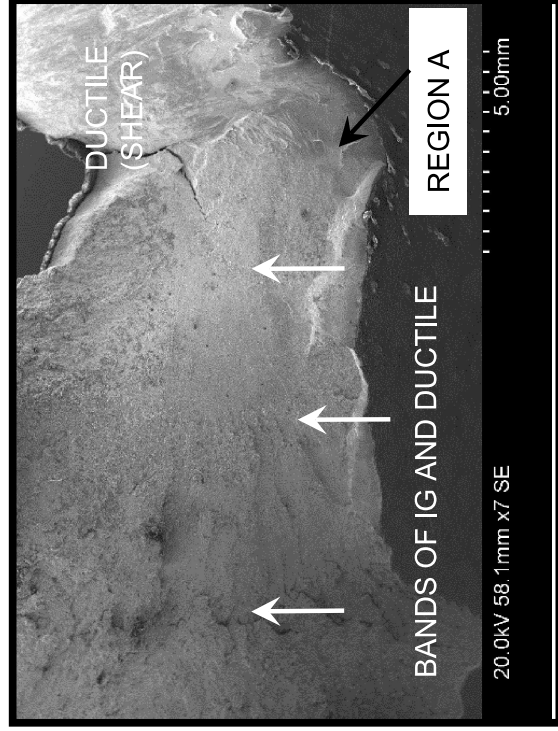 DUCTILE
(SHEAR)
REGION A
BANDS OF IG AND DUCTILE
20.0kV 58.1mm x7 SE
5.00mm